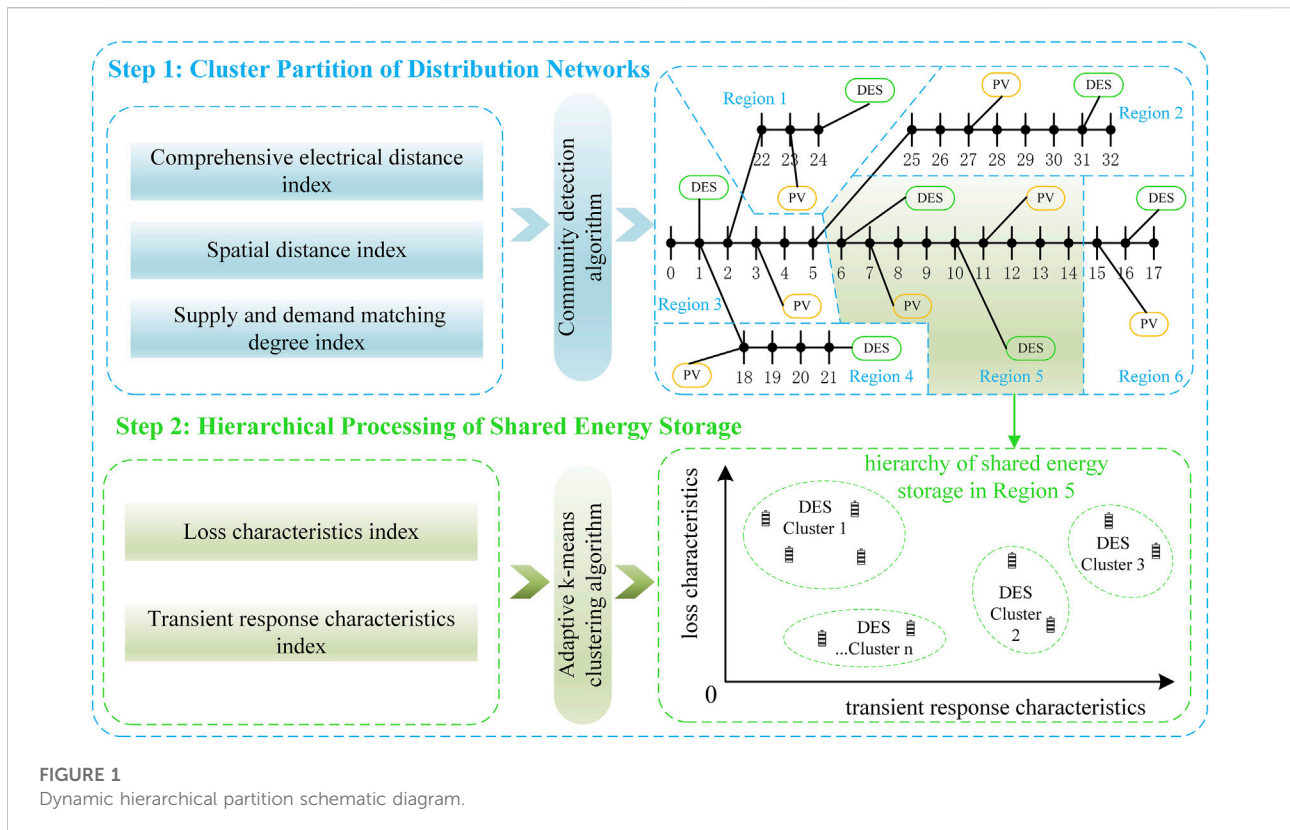 Step 1: Cluster Partition of Distribution Networks
Comprehensive electrical distance
index
Spatial distance index
Supply and demand matching
degree index
Community detection
algorithm
Region 1
DES
22 23 24
PV
PV
DES
Region 2
25 26 27 28 29 30 31 32
DES
DES
PV
DES
0 1 2 3 4 5 6 7 8 9 10 11 12 13 14 15 16 17
Region 3
PV
PV
PV
PV
DES
DES
18 19 20 21
Region 4
Region 5
Region 6
Step 2: Hierarchical Processing of Shared Energy Storage
Loss characteristics index
Transient response characteristics
index
Adaptive k-means
clustering algorithm
hierarchy of shared energy
storage in Region 5
loss characteristics
DES
Cluster 1
DES
Cluster 3
DES
Cluster
2
DES
...Cluster n
0
transient response characteristics
FIGURE 1
Dynamic hierarchical partition schematic diagram.